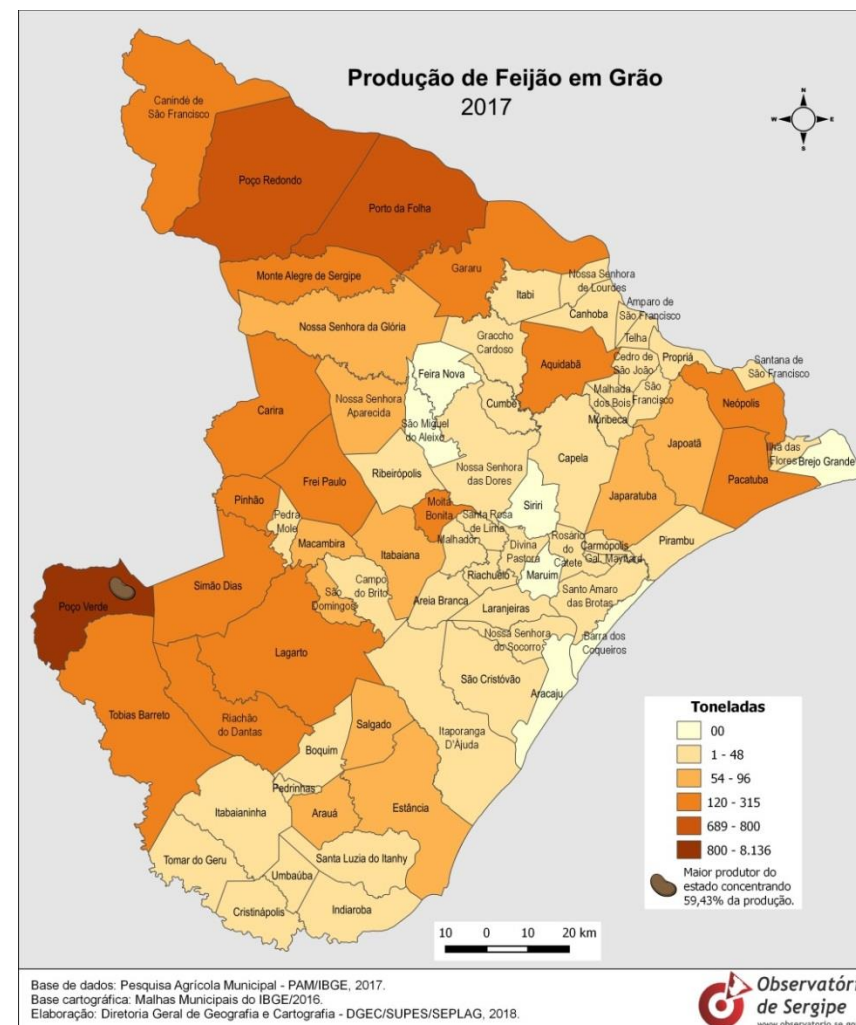 Produção de Feijão em Grão
2017
N
W
E
S
Canindé de
São Francisco
Poço Redondo
Porto da Folha
Monte Alegre de Sergipe
Gararu
Nossa Senhora
de Lourdes
Itabi
Amparo de
São Francisco
Canhoba
Nossa Senhora da Glória
Telha
Graccho
Cardoso
Aquidabã
Cedro de
São João
Propriá
Santana de
São Francisco
Feira Nova
Malhada
dos Bois
São
Francisco
Neópolis
Carira
Nossa Senhora
Aparecida
Cumbe
São Miguel
do Aleixo
Muribeca
Japoatã
Ilha das
Flores
Brejo Grande
Capela
Frei Paulo
Ribeirópolis
Nossa Senhora
das Dores
Pacatuba
Pinhão
Japaratuba
Siriri
Moita
Bonita
Pedra
Mole
Santa Rosa
de Lima
Malhador
Macambira
Itabaiana
Divina
Pastora
Rosário
do
Catete
Carmópolis
Gal. Maynard
Pirambu
Poço Verde
Simão Dias
São
Domingos
Campo
do Brito
Riachuelo
Maruim
Areia Branca
Santo Amaro
das Brotas
Laranjeiras
Nossa Senhora
do Socorro
Barra dos
Coqueiros
Lagarto
São Cristóvão
Aracaju
Tobias Barreto
Riachão
do Dantas
Salgado
Itaporanga
D'Ájuda
Boquim
Pedrinhas
Itabaianinha
Arauá
Estância
Tomar do Geru
Santa Luzia do Itanhy
Umbaúba
Cristinápolis
Indiaroba
Toneladas
00
1 - 48
54 - 96
120 - 315
689 - 800
800 - 8.136
Maior produtor do
estado concentrando
59,43% da produção.
10 0 10 20 km
Base de dados: Pesquisa Agrícola Municipal - PAM/IBGE, 2017.
Base cartográfica: Malhas Municipais do IBGE/2016.
Elaboração: Diretoria Geral de Geografia e Cartografia - DGEC/SUPES/SEPLAG, 2018.
Observatóri
de Sergipe